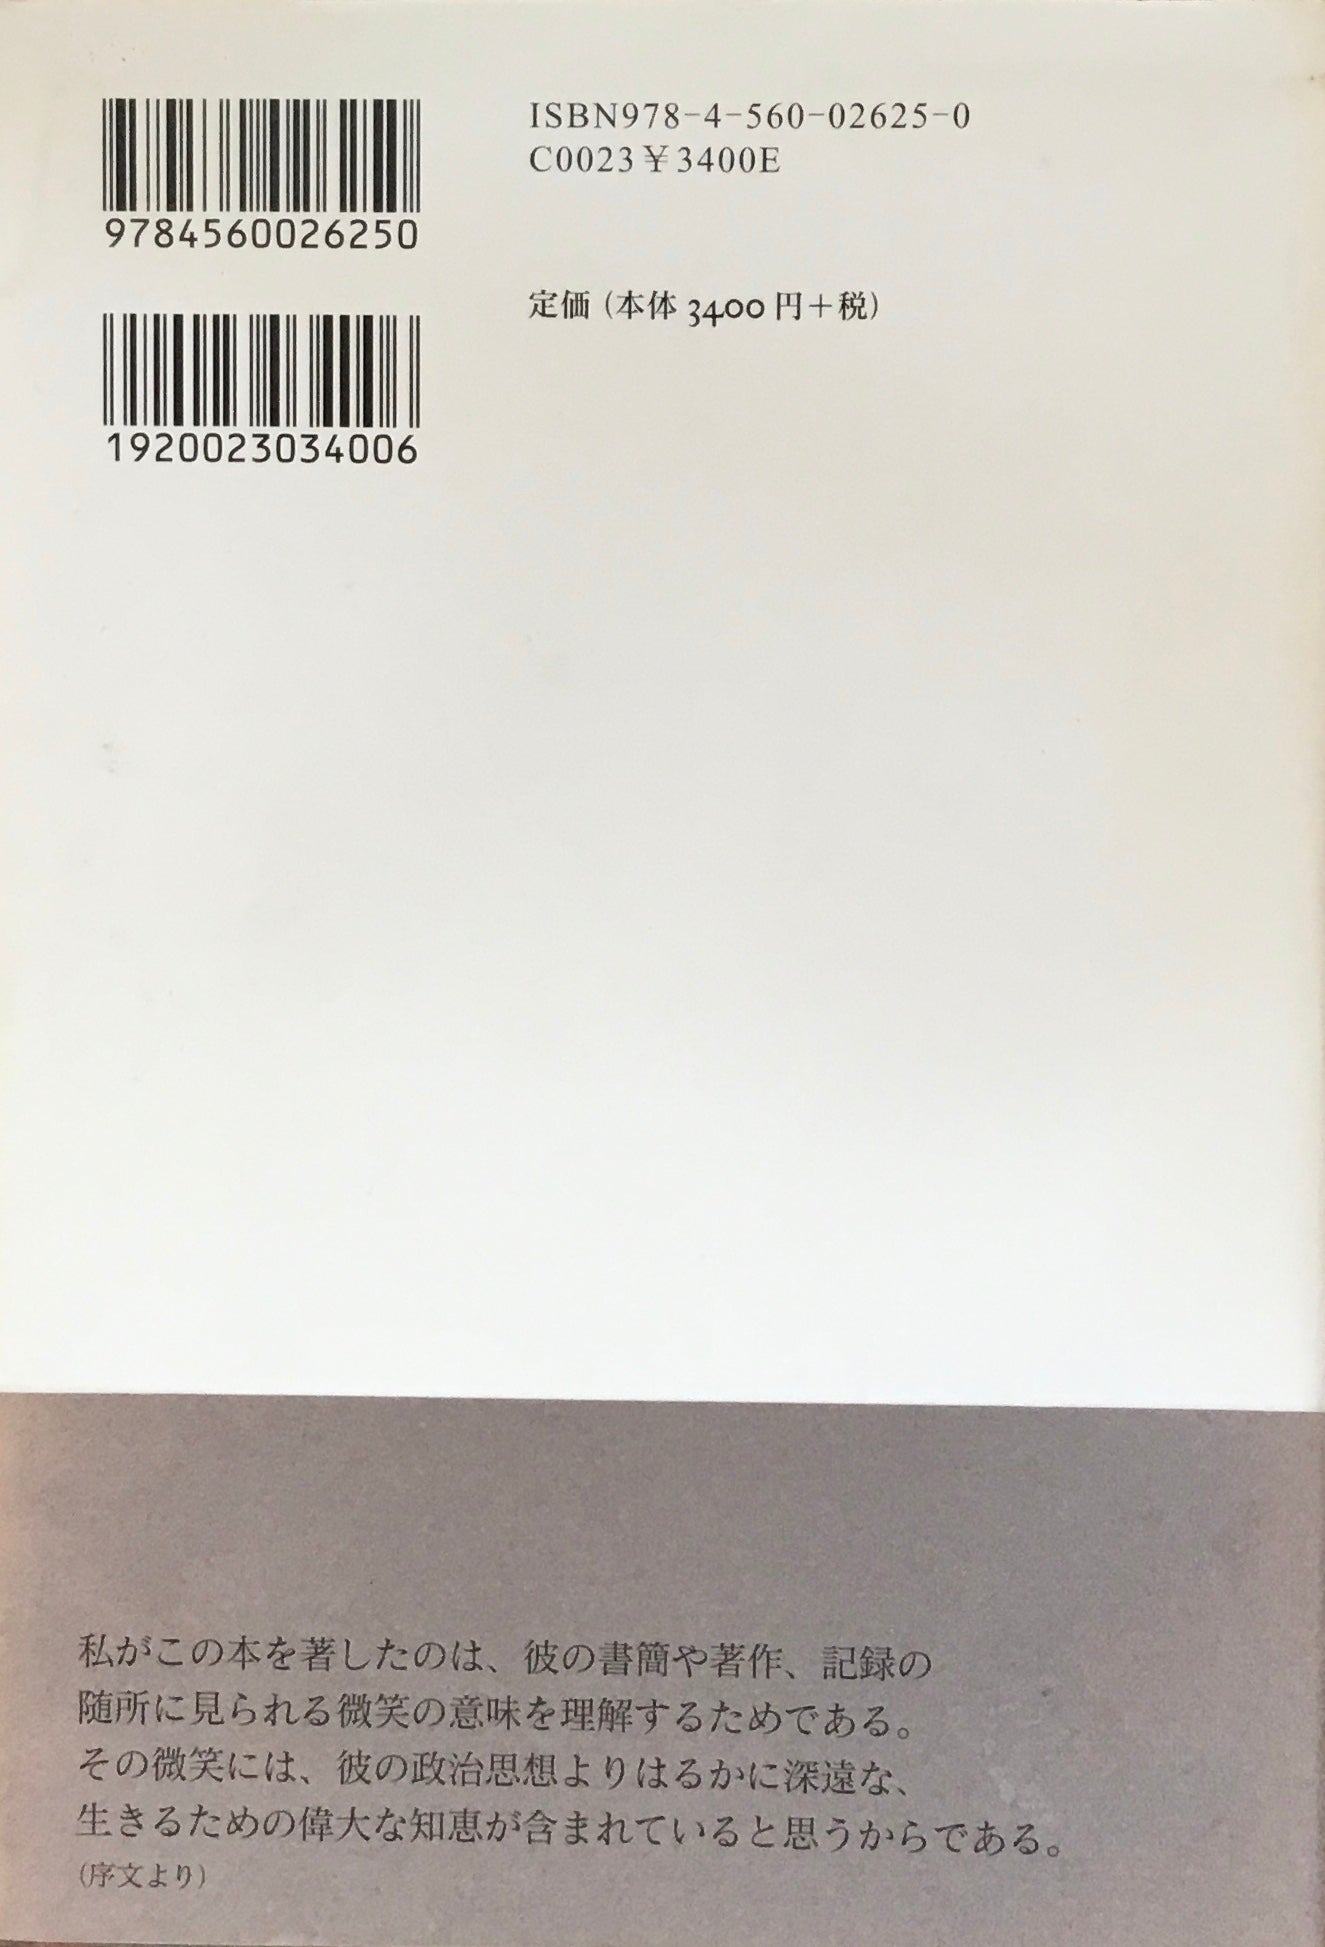 9784560026250
1920023034006
ISBN978-4-560-02625-0
C0023¥3400E
定価(本体3400円+税)
私がこの本を著したのは、彼の書簡や著作、記録の
随所に見られる微笑の意味を理解するためである。
その微笑には、彼の政治思想よりはるかに深遠な、
生きるための偉大な知恵が含まれていると思うからである。
(序文より)